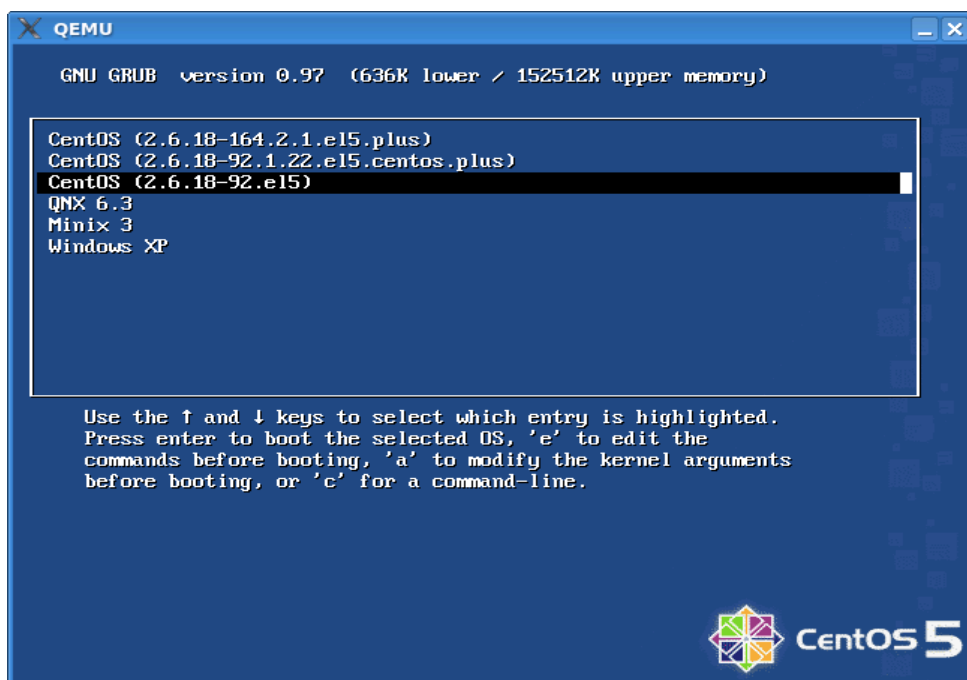 QEMU
GNU GRUB version 0.97 (636K lower / 152512K upper memory)
CentOS (2.6.18-164.2.1.el5.plus)
CentOS (2.6.18-92.1.22.el5.centos.plus)
CentOS (2.6.18-92.el5)
QNX 6.3
Minix 3
Windows XP
Use the ↑ and ↓ keys to select which entry is highlighted.
Press enter to boot the selected OS, 'e' to edit the
commands before booting, 'a' to modify the kernel arguments
before booting, or 'c' for a command-line.
CentOS 5